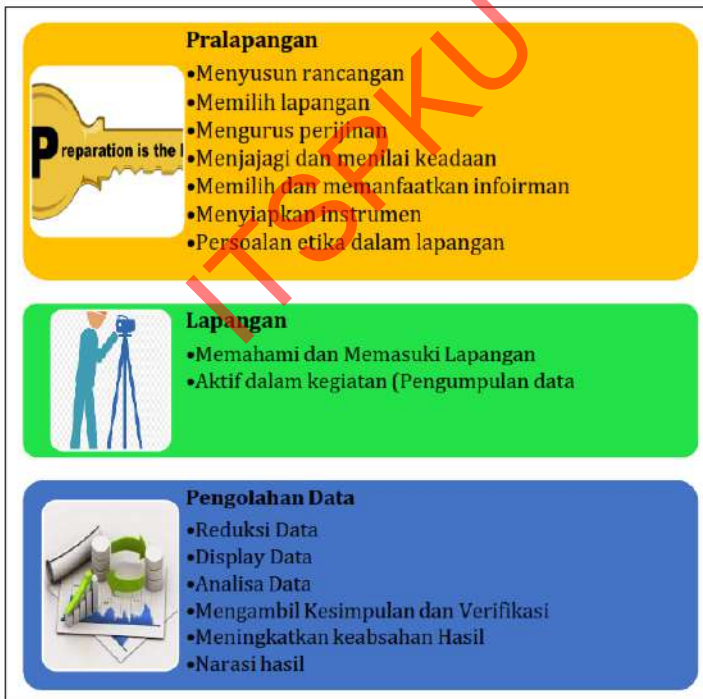 Pralapangan
•Menyusun rancangan
•Memilih lapangan
•Mengurus perijinan
•Menjajagi dan menilai keadaan
•Memilih dan memanfaatkan infoirman
•Menyiapkan instrumen
•Persoalan etika dalam lapangan
Preparation is the
ITSPKU
Lapangan
•Memahami dan Memasuki Lapangan
•Aktif dalam kegiatan (Pengumpulan data
Pengolahan Data
•Reduksi Data
•Display Data
•Analisa Data
•Mengambil Kesimpulan dan Verifikasi
•Meningkatkan keabsahan Hasil
•Narasi hasil